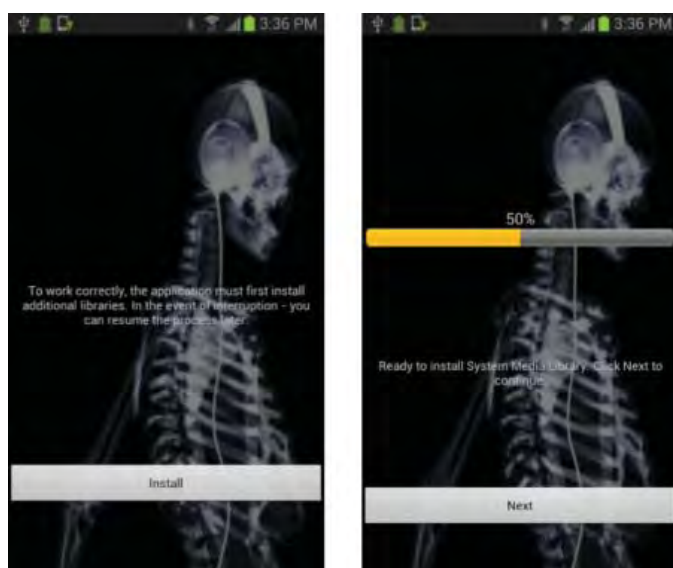 3:36 PM
To work correctly, the application must first install
additional libraries. In the event of interruption - you
can resume the process later.
Install
3:36 PM
50%
Ready to install System Media Library. Click Next to
continue.
Next